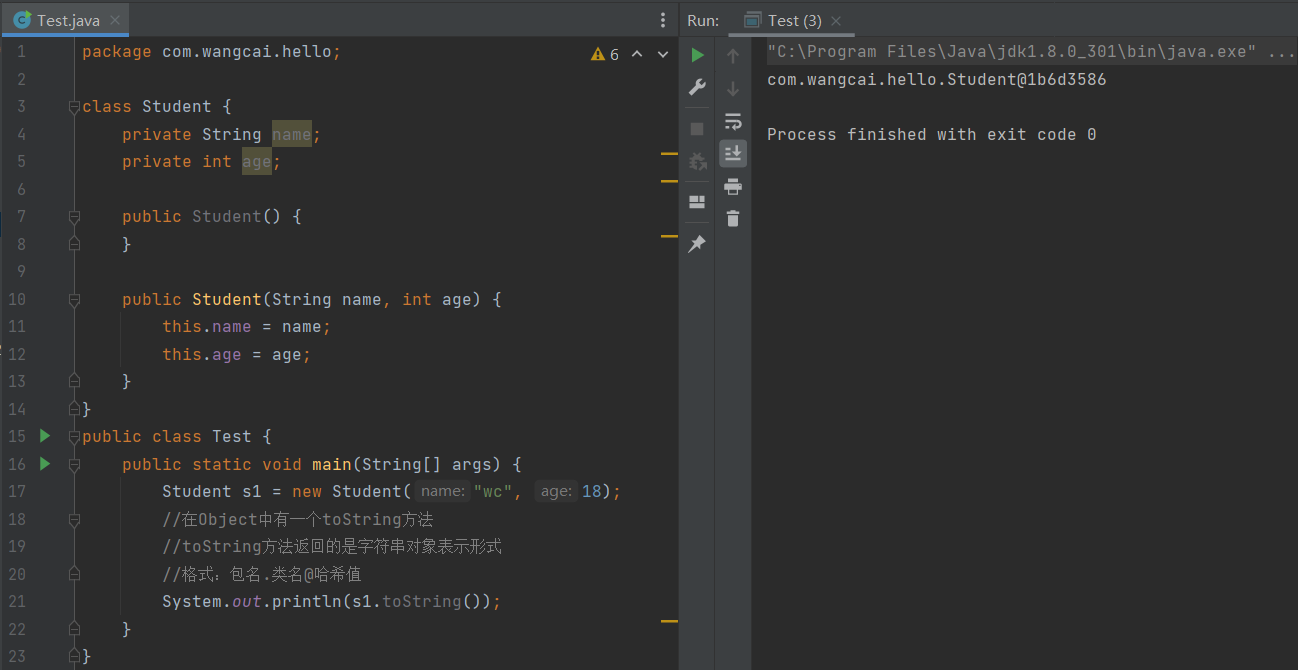 Test.java
1 package com.wangcai.hello; 6
2
3 class Student {
4 private String name;
5 private int age;
6
7 public Student() {
8 }
9
10 public Student(String name, int age) {
11 this.name = name;
12 this.age = age;
13 }
14 }
15 public class Test {
16 public static void main(String[] args) {
17 Student s1 = new Student( name: "wc", age: 18);
18 //在Object中有一个toString方法
19 //toString方法返回的是字符串对象表示形式
20 //格式：包名.类名@哈希值
21 System.out.println(s1.toString());
22 }
23 }
Run: Test (3)
"C:\Program Files\Java\jdk1.8.0_301\bin\java.exe" ...
com.wangcai.hello.Student@1b6d3586
Process finished with exit code 0